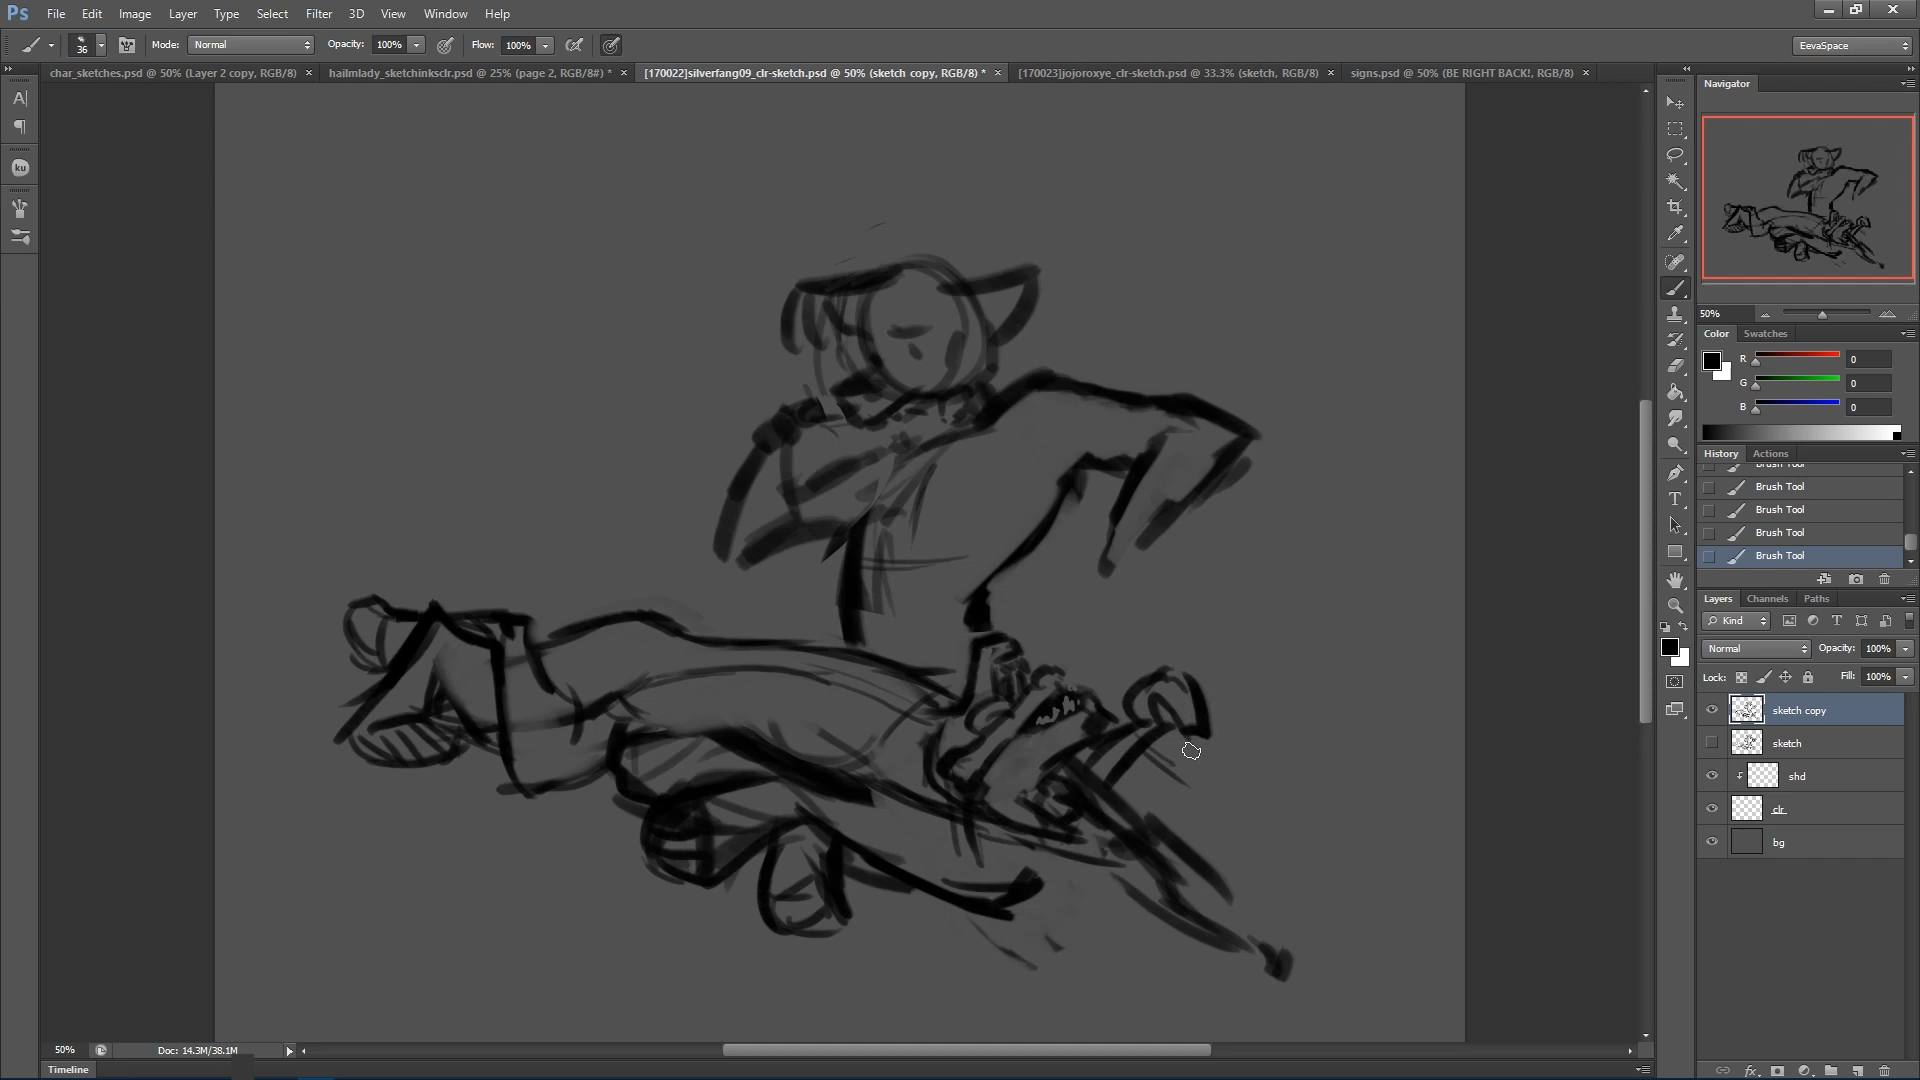 Ps File Edit Image Layer Type Select Filter 3D View Window Help
36 Mode: Normal Opacity: 100% Flow: 100% EevaSpace
char_sketches.psd @ 50% (Layer 2 copy, RGB/8) × hailmlady_sketchinksclr.psd @ 25% (page 2, RGB/8#) * × [170022]silverfang09_clr-sketch.psd @ 50% (sketch copy, RGB/8) * × [170023]jojoroxye_clr-sketch.psd @ 33.3% (sketch, RGB/8) × signs.psd @ 50% (BE RIGHT BACK!, RGB/8) ×
Navigator
50%
Color Swatches
R 0
G 0
B 0
History Actions
Brush Tool
Brush Tool
Brush Tool
Brush Tool
Brush Tool
Layers Channels Paths
Kind
Normal Opacity: 100%
Lock: Fill: 100%
sketch copy
sketch
shd
clr
bg
ku
50% Doc: 14.3M/38.1M
Timeline